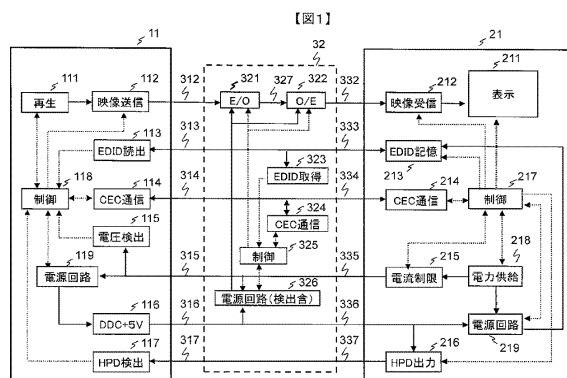 【図1】
11
21
32
111
112
312
321
327
322
332
212
211
再生
映像送信
E/O
O/E
映像受信
表示
113
313
333
EDID読出
EDID記憶
323
EDID取得
213
118
114
314
334
214
217
制御
CEC通信
CEC通信
制御
324
CEC通信
115
325
電圧検出
制御
315
335
215
218
119
326
電源回路
電源回路(検出含)
電流制限
電力供給
116
316
336
DDC+5V
電源回路
117
317
337
216
219
HPD検出
HPD出力